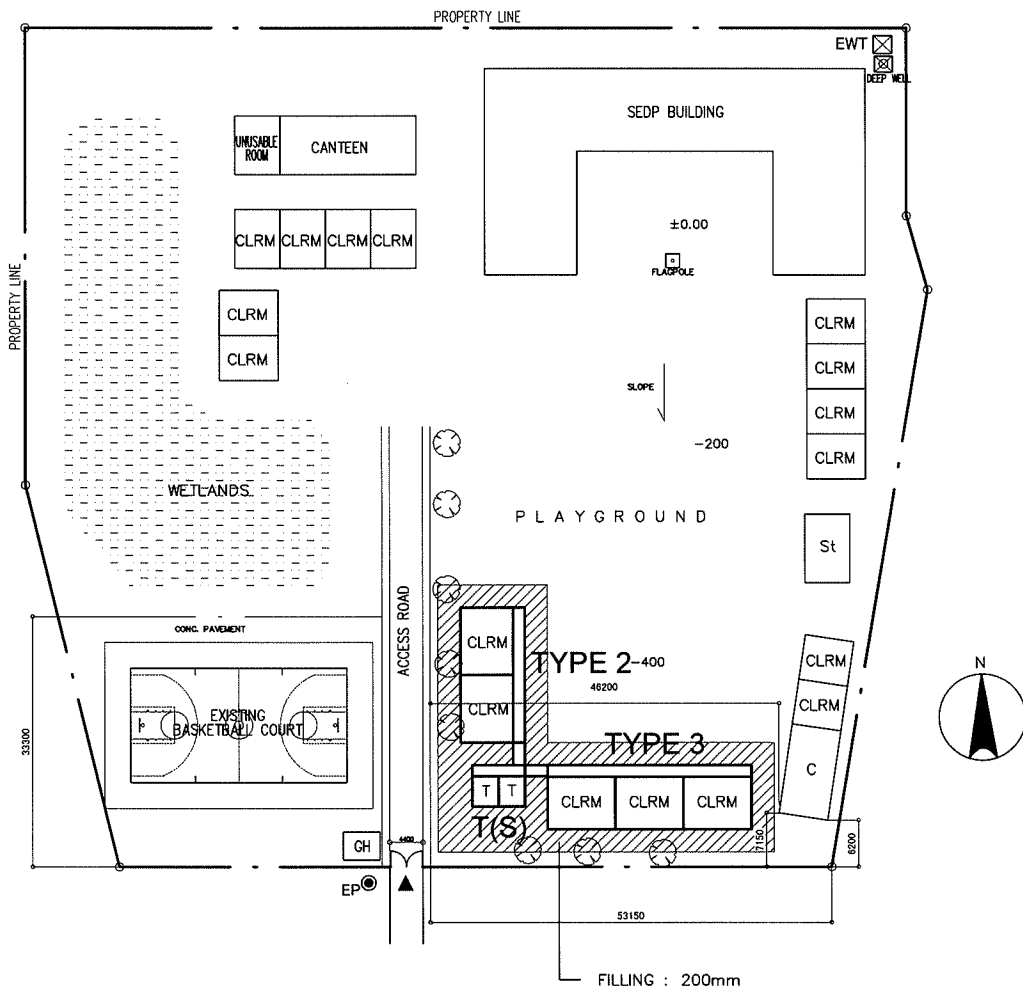 PROPERTY LINE
EWT
DEEP WELL
SEDP BUILDING
UNUSABLE
ROOM
CANTEEN
CLRM CLRM CLRM CLRM
±0.00
FLAGPOLE
PROPERTY LINE
CLRM
CLRM
CLRM
CLRM
CLRM
CLRM
SLOPE
-200
WETLANDS
PLAYGROUND
St
ACCESS ROAD
CONC. PAVEMENT
CLRM
CLRM
TYPE 2
-400
46200
CLRM
CLRM
C
N
33300
EXISTING
BASKETBALL COURT
TYPE 3
T T
CLRM CLRM CLRM
T(S)
GH
4400
7150
6200
EP
53150
FILLING : 200mm